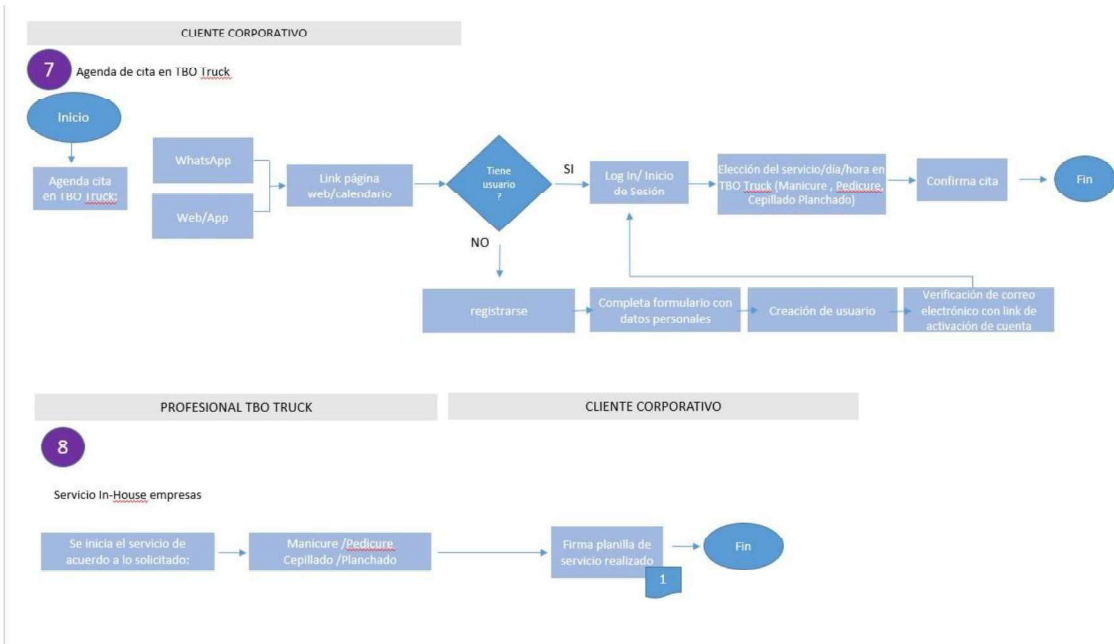 CLIENTE CORPORATIVO
7
Agenda de cita en TBO Truck
Inicio
Agenda cita
en TBO Truck:
WhatsApp
Web/App
Link página
web/calendario
Tiene
usuario
?
SI
NO
Log In/ Inicio
de Sesión
Elección del servicio/día/hora en
TBO Truck (Manicure , Pedicure,
Cepillado Planchado)
Confirma cita
Fin
registrarse
Completa formulario con
datos personales
Creación de usuario
Verificación de correo
electrónico con link de
activación de cuenta
PROFESIONAL TBO TRUCK
CLIENTE CORPORATIVO
8
Servicio In-House empresas
Se inicia el servicio de
acuerdo a lo solicitado:
Manicure /Pedicure
Cepillado /Planchado
Firma planilla de
servicio realizado
1
Fin